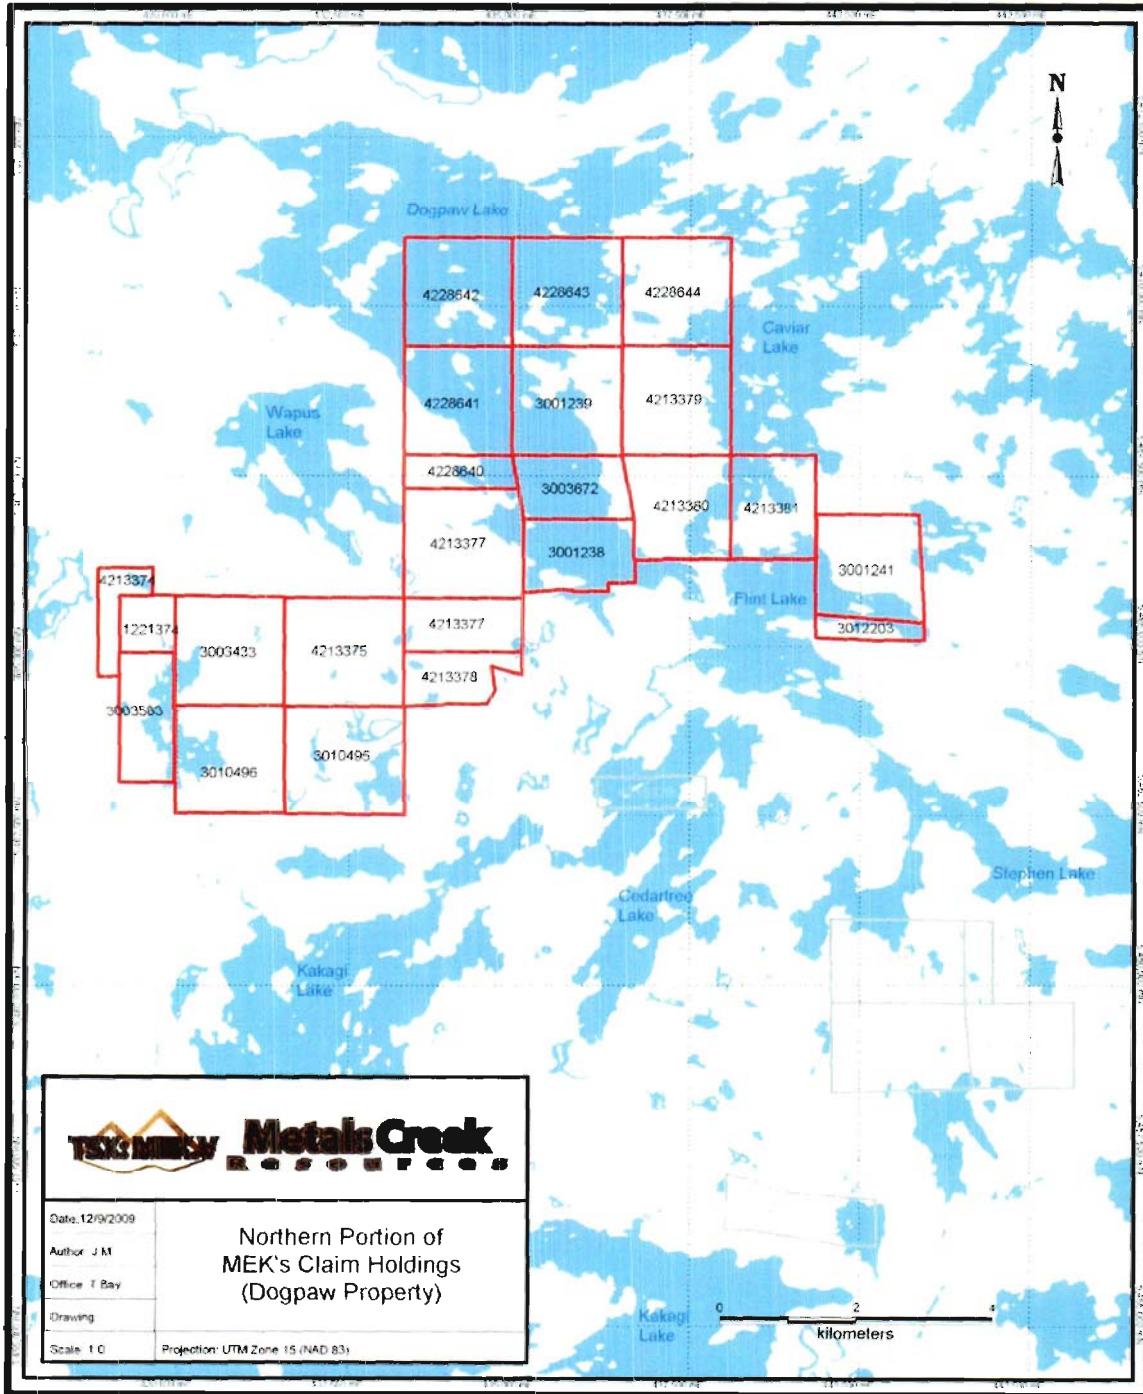 N
Dogpaw Lake
4228642
4228643
4228644
Caviar
Lake
4228641
3001239
4213379
Wapus
Lake
4228640
3003672
4213380
4213381
4213377
3001238
3001241
4213374
Flint Lake
1221374
4213377
3012203
3003433
4213375
4213378
3003583
3010496
3010495
Stephen Lake
Cedartree
Lake
Kakagi
Lake
TSX: MEK.V
Metals Creek
Resources
Date: 12/9/2009
Author J M
Office T Bay
Drawing
Scale 1 0
Northern Portion of
MEK's Claim Holdings
(Dogpaw Property)
Projection: UTM Zone 15 (NAD 83)
Kakagi
Lake
0 2 4
kilometers